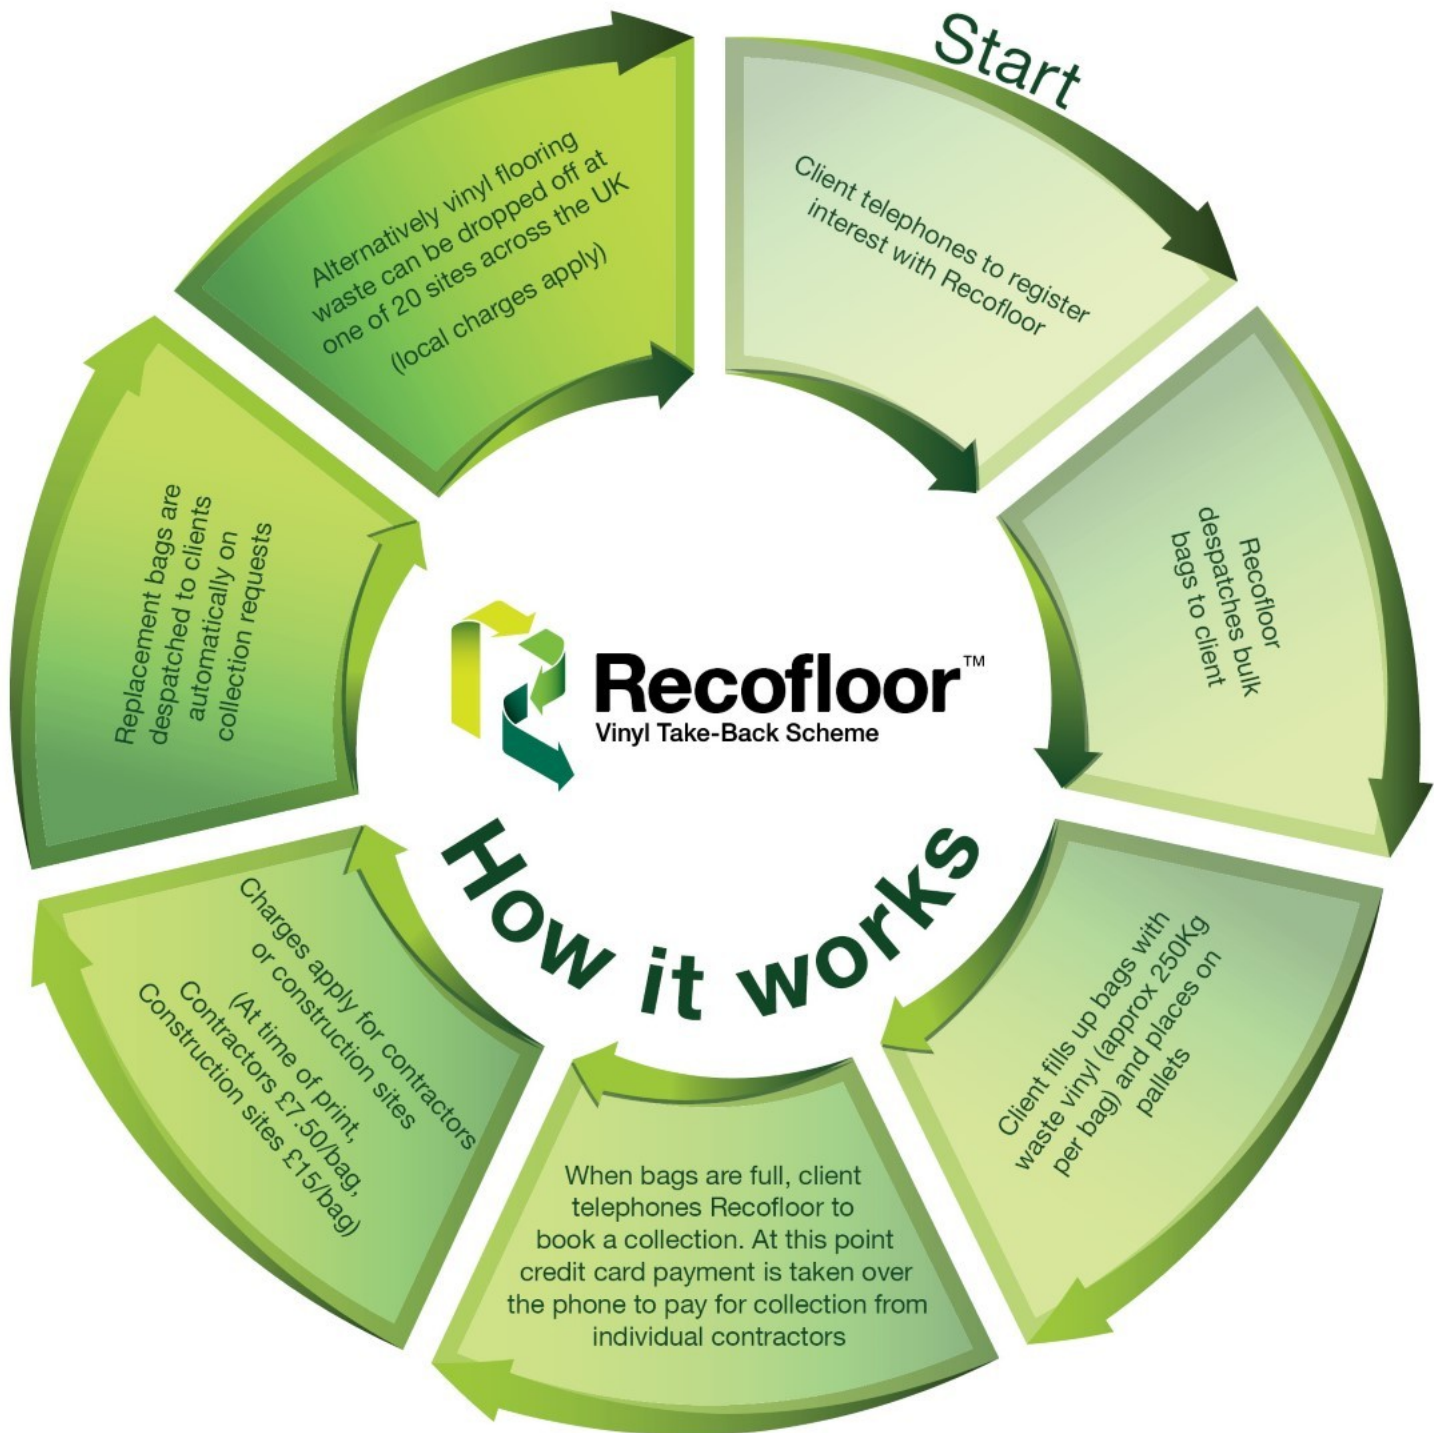 Start
Client telephones to register
interest with Recofloor
Recofloor
despatches bulk
bags to client
Client fills up bags with
waste vinyl (approx 250Kg
per bag) and places on
pallets
When bags are full, client
telephones Recofloor to
book a collection. At this point
credit card payment is taken over
the phone to pay for collection from
individual contractors
Charges apply for contractors
or construction sites
(At time of print,
Contractors £7.50/bag,
Construction sites £15/bag)
Replacement bags are
despatched to clients
automatically on
collection requests
Alternatively vinyl flooring
waste can be dropped off at
one of 20 sites across the UK
(local charges apply)
Recofloor™
Vinyl Take-Back Scheme
How it works